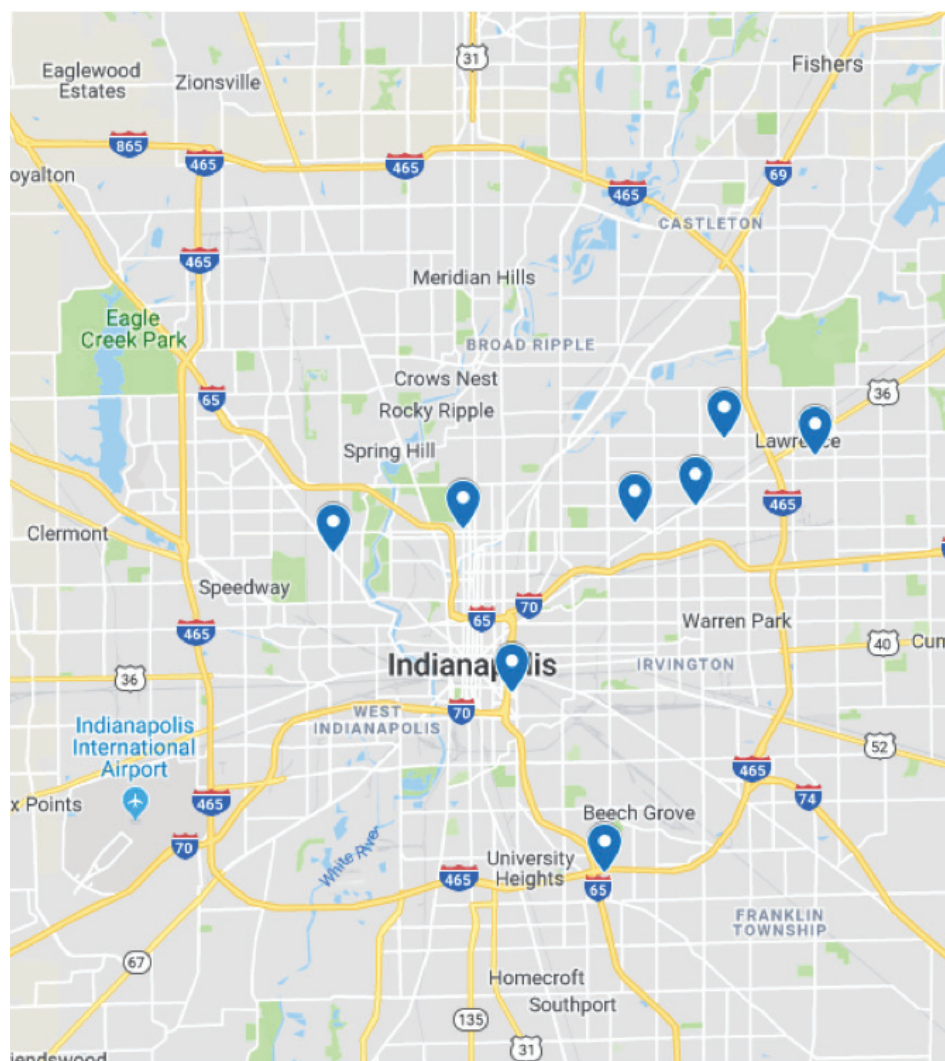 31
Fishers
Eaglewood
Estates
Zionsville
865
465
465
oyalton
69
465
CASTLETON
465
Meridian Hills
Eagle
Creek Park
BROAD RIPPLE
Crows Nest
65
36
Rocky Ripple
Lawrence
Spring Hill
465
Clermont
Speedway
70
65
Warren Park
465
40
Cum
Indianapolis
IRVINGTON
36
WEST
INDIANAPOLIS
70
Indianapolis
International
Airport
52
465
x Points
465
74
Beech Grove
70
White River
University
Heights
465
65
FRANKLIN
TOWNSHIP
67
Homecroft
Southport
135
31
iendswood